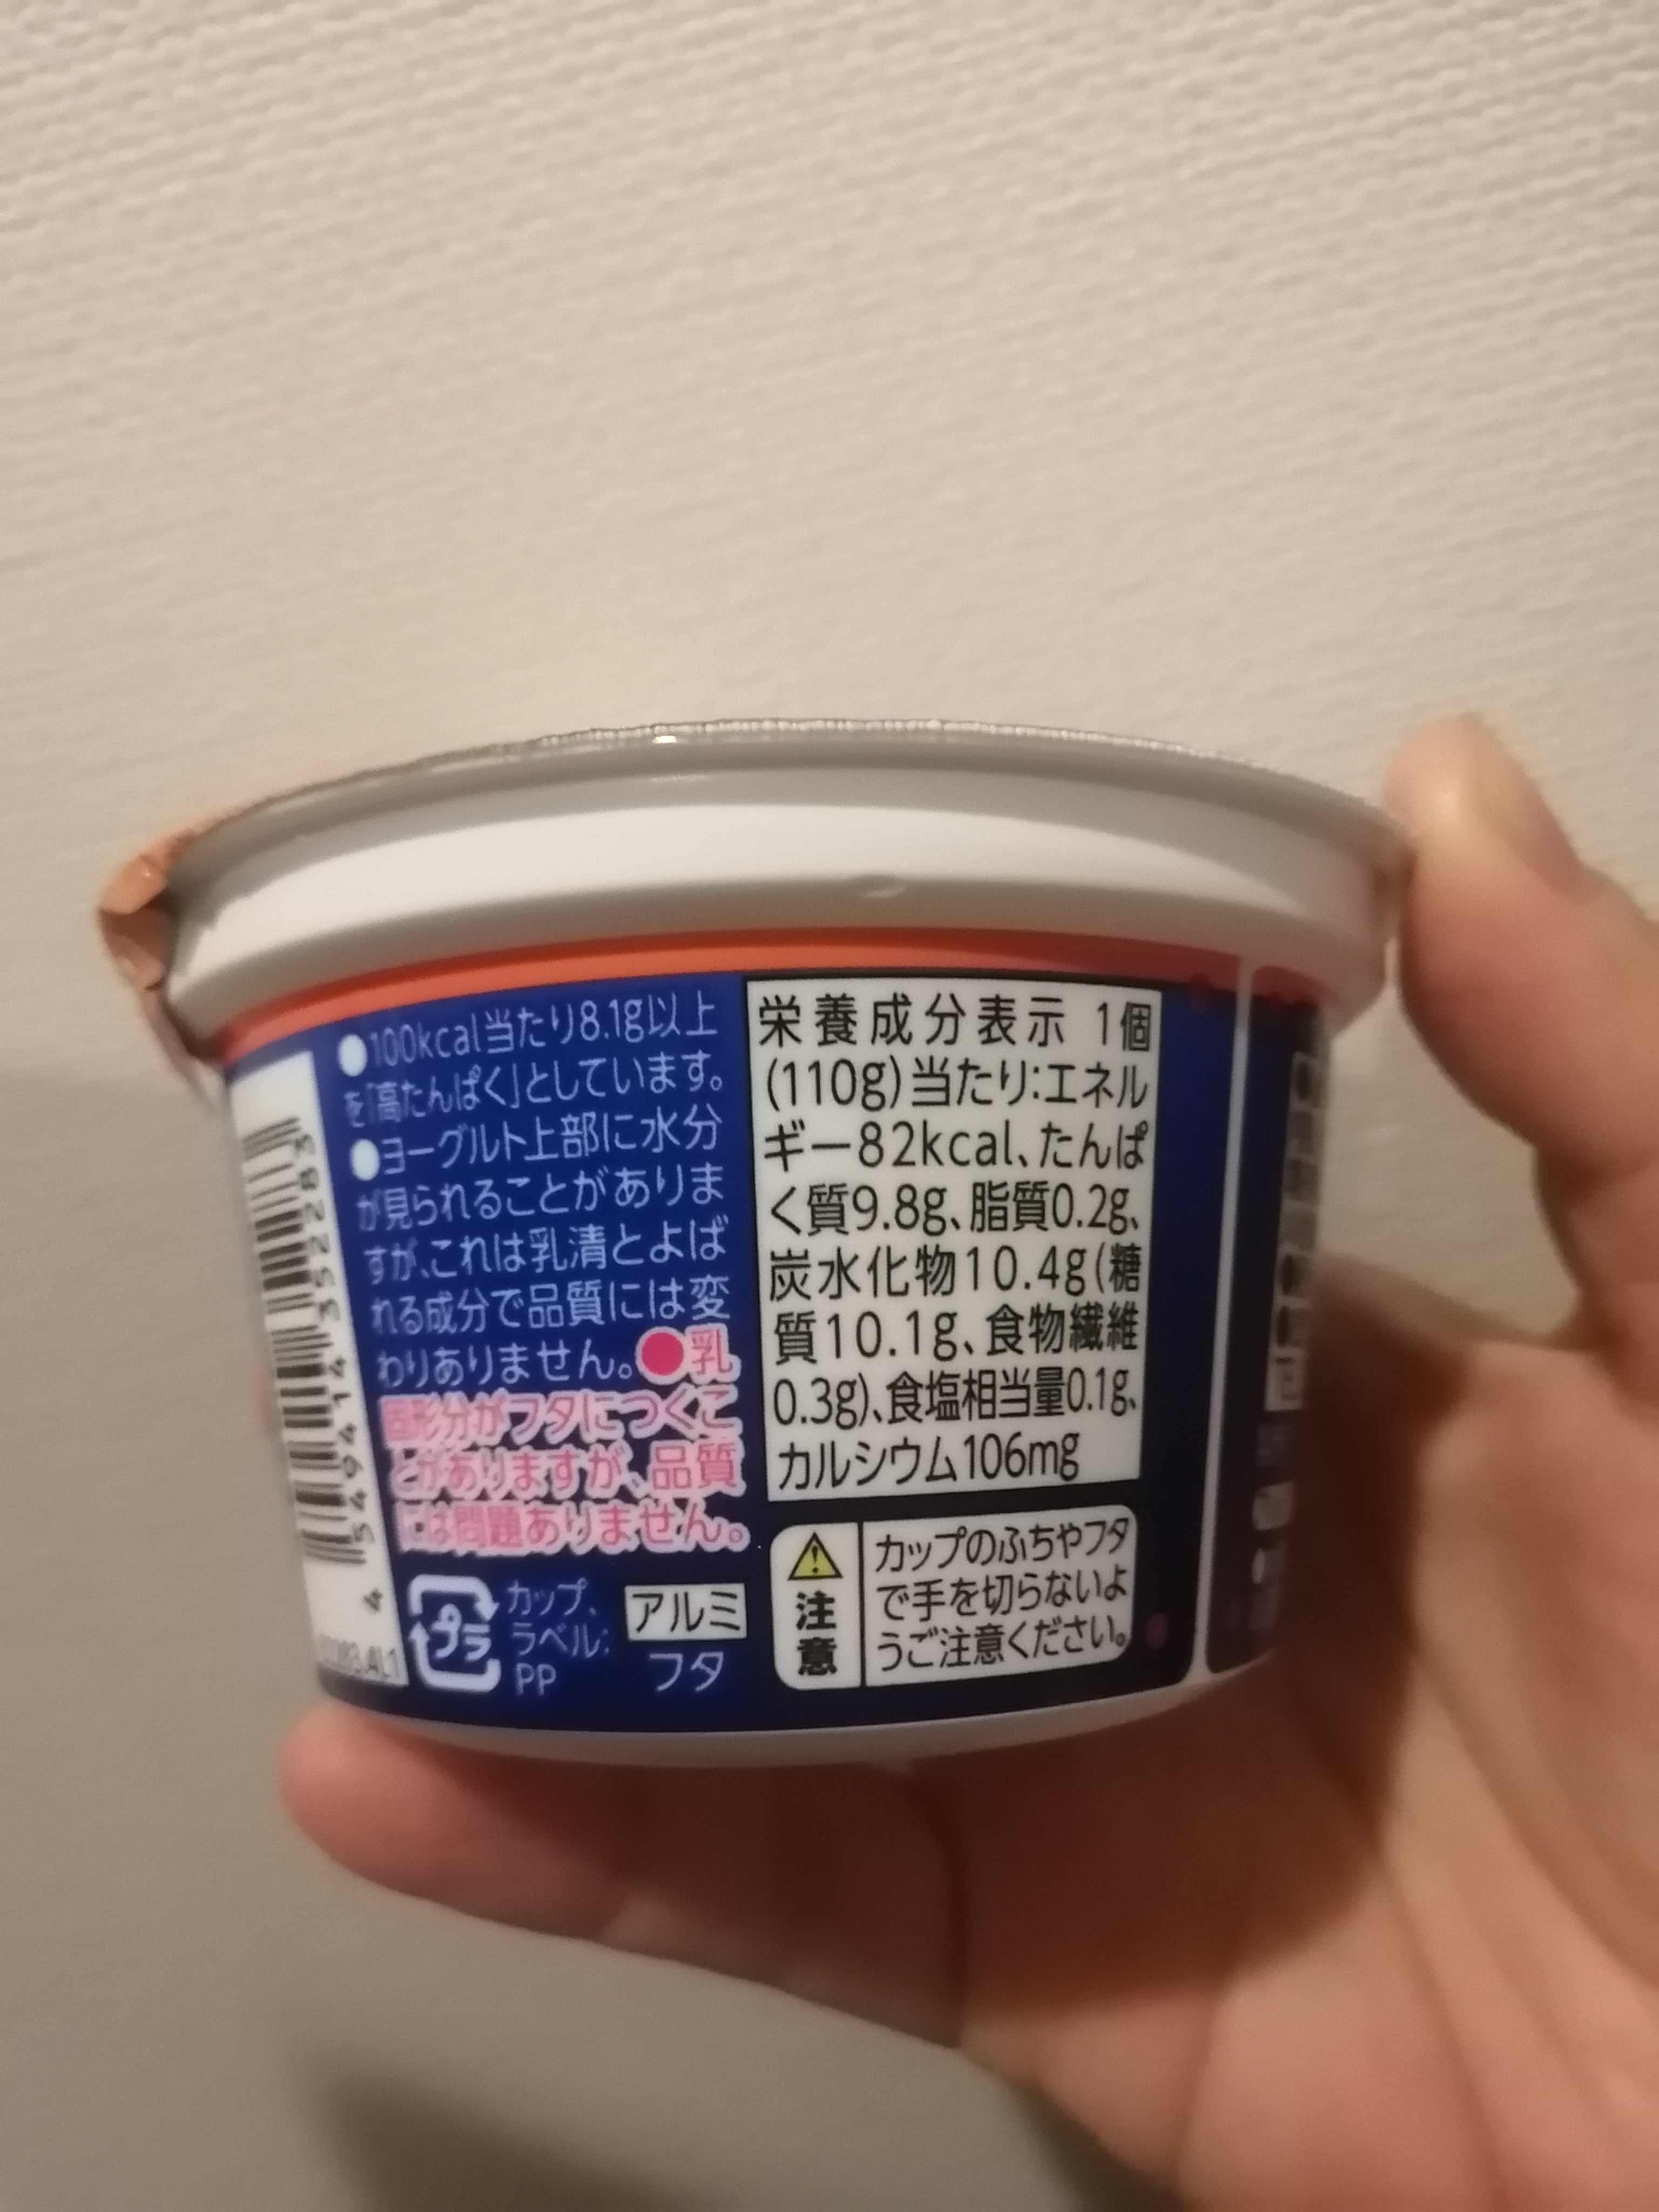 ●100kcal当たり8.1g以上
を「高たんぱく」としています。
●ヨーグルト上部に水分
が見られることがありま
すが、これは乳清とよば
れる成分で品質には変
わりありません。●乳
固形分がフタにつくこ
とがありますが、品質
には問題ありません。
プラ
カップ、
ラベル:
PP
アルミ
フタ
栄養成分表示 1個
(110g)当たり:エネル
ギー82kcal、たんぱ
く質9.8g、脂質0.2g、
炭水化物10.4g(糖
質10.1g、食物繊維
0.3g)、食塩相当量0.1g、
カルシウム106mg
注意
カップのふちやフタ
で手を切らないよ
うご注意ください。
4 549414 352283